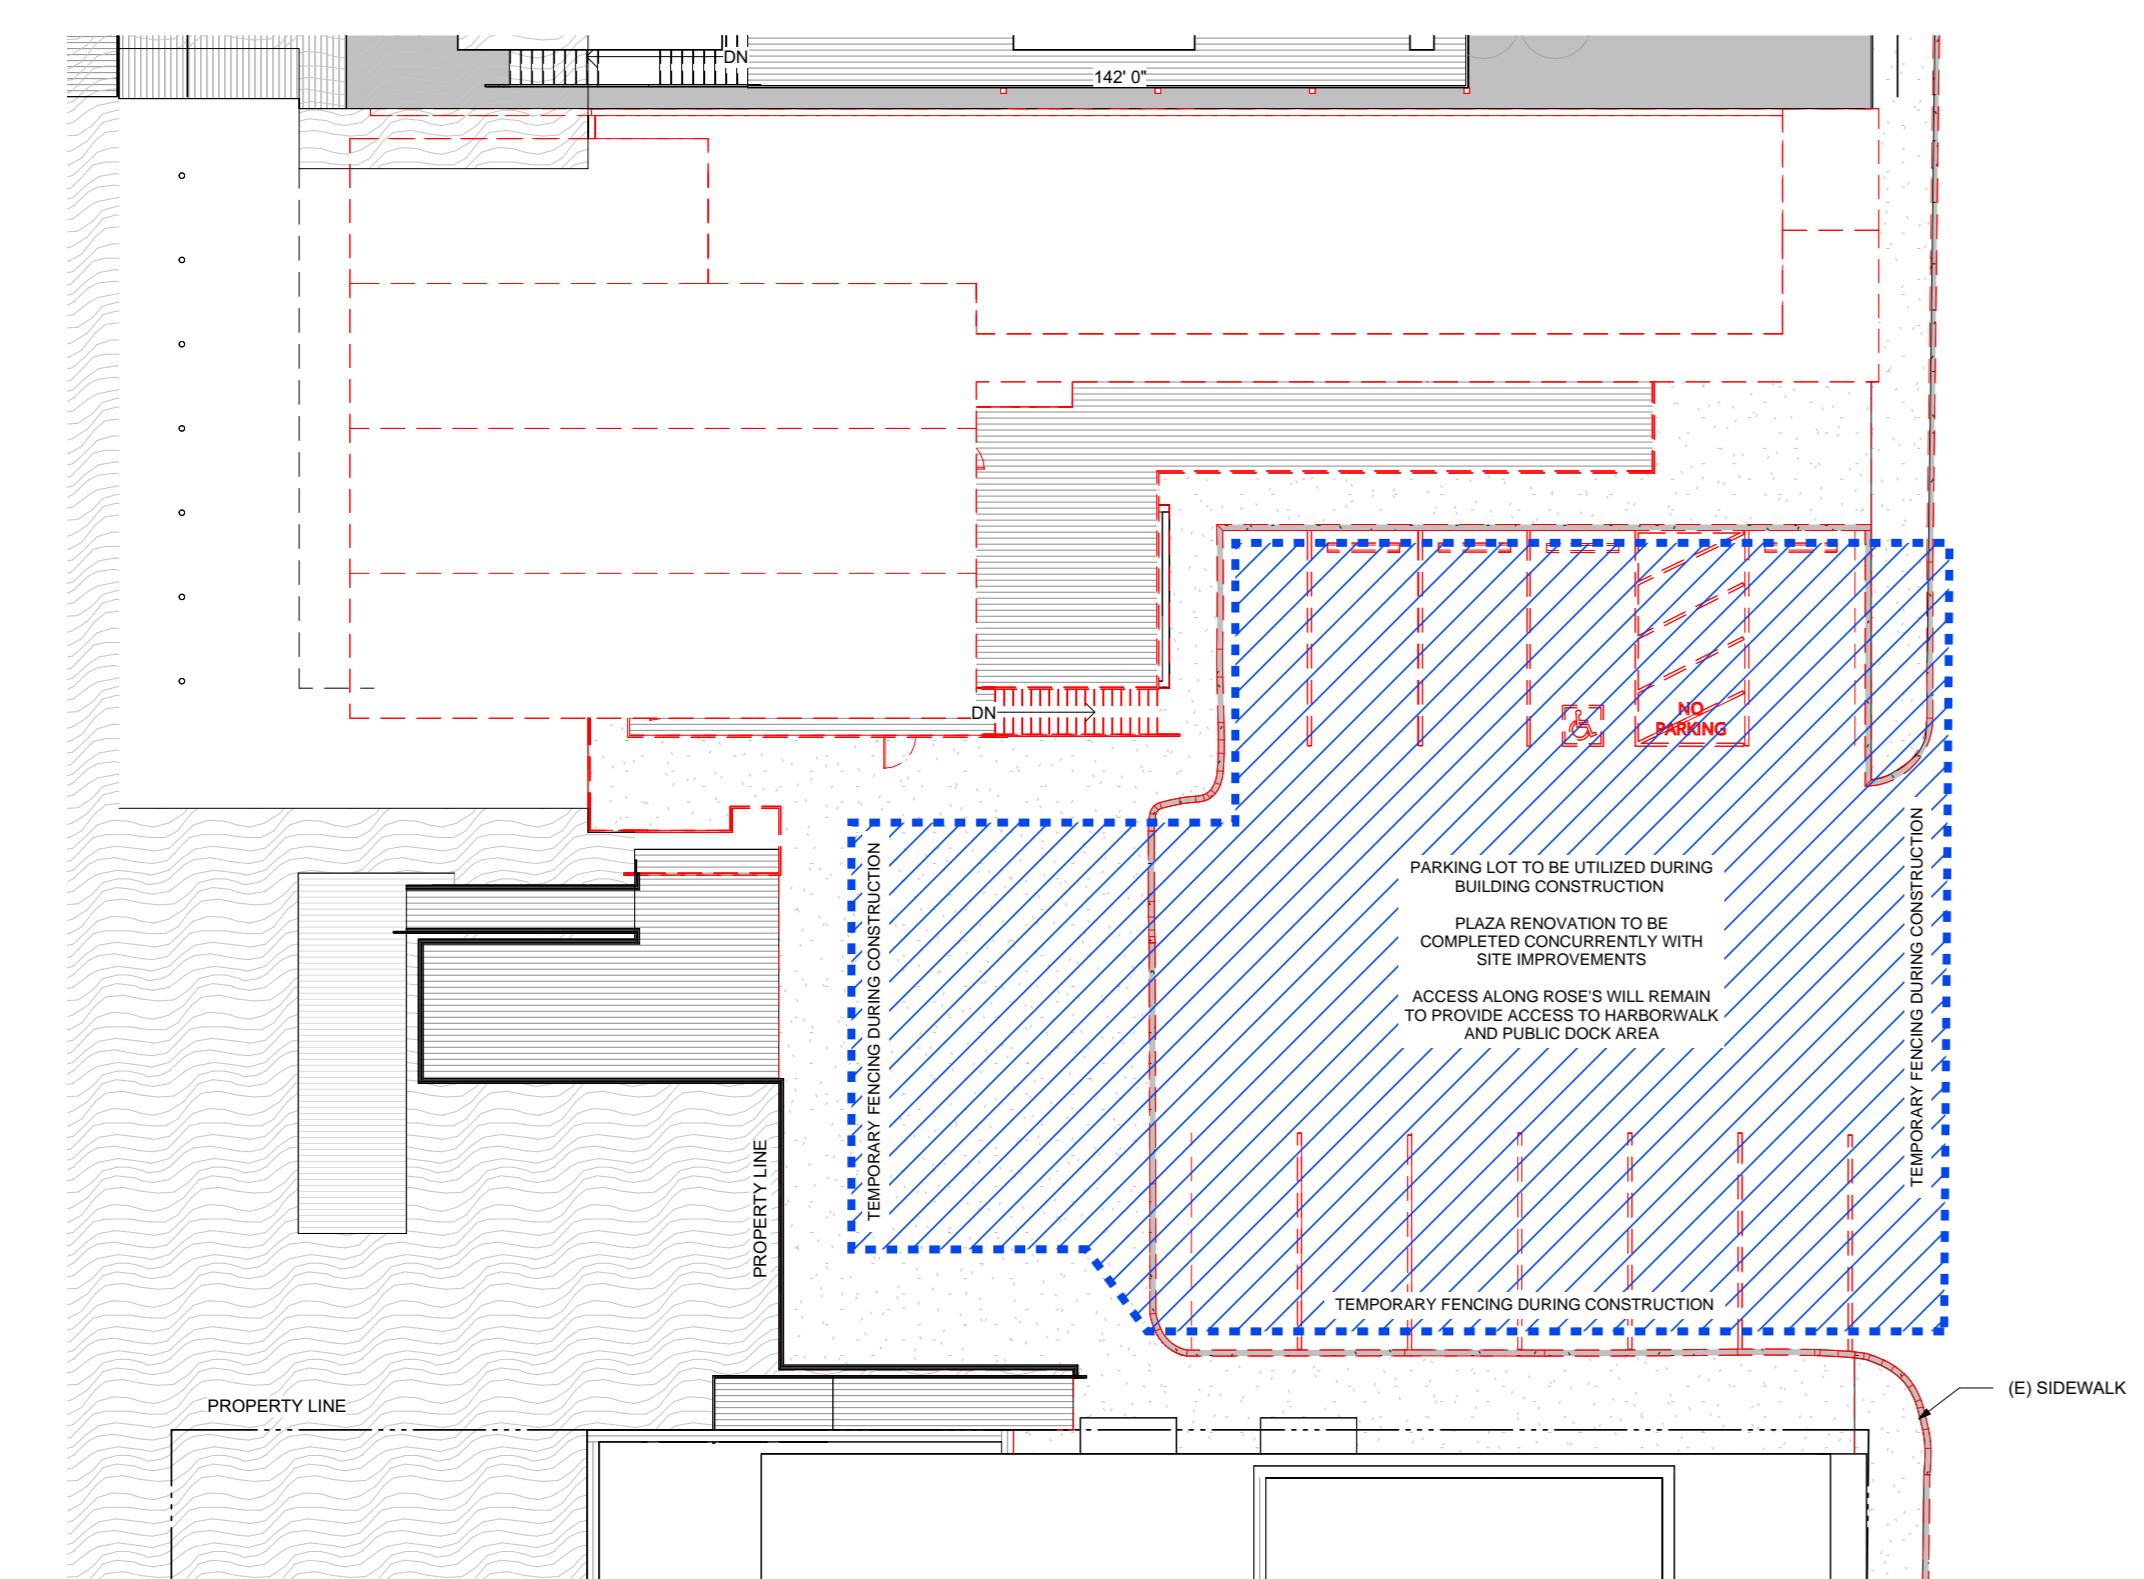 DN
142' 0"
DN
NO
PARKING
TEMPORARY FENCING DURING CONSTRUCTION
PARKING LOT TO BE UTILIZED DURING
BUILDING CONSTRUCTION
PLAZA RENOVATION TO BE
COMPLETED CONCURRENTLY WITH
SITE IMPROVEMENTS
ACCESS ALONG ROSE'S WILL REMAIN
TO PROVIDE ACCESS TO HARBORWALK
AND PUBLIC DOCK AREA
TEMPORARY FENCING DURING CONSTRUCTION
PROPERTY LINE
TEMPORARY FENCING DURING CONSTRUCTION
(E) SIDEWALK
PROPERTY LINE